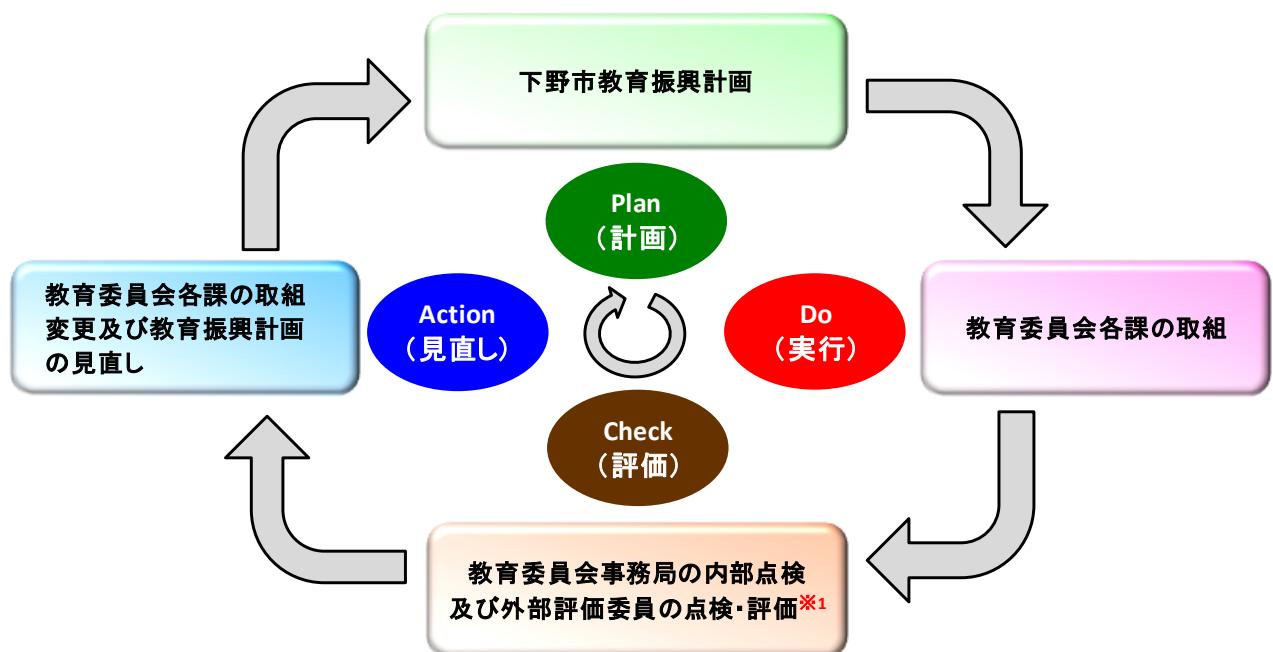 下野市教育振興計画
Plan
（計画）
教育委員会各課の取組
変更及び教育振興計画
の見直し
Action
（見直し）
Do
（実行）
教育委員会各課の取組
Check
（評価）
教育委員会事務局の内部点検
及び外部評価委員の点検・評価※1